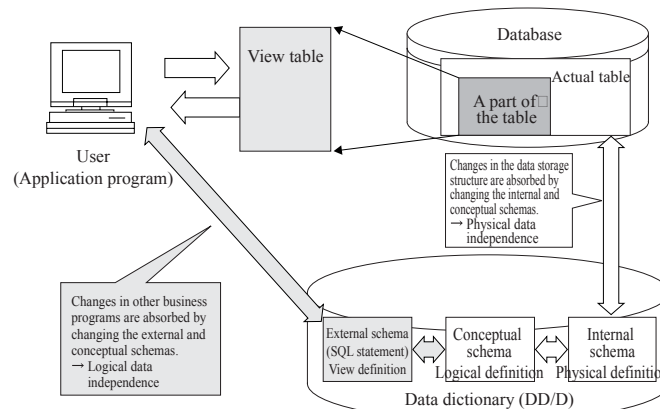 Database
View table
Actual table
A part of□
the table
User
(Application program)
Changes in the data storage
structure are absorbed by
changing the internal and
conceptual schemas.
→ Physical data
independence
Changes in other business
programs are absorbed by
changing the external and
conceptual schemas.
→ Logical data
independence
External schema
(SQL statement)
View definition
Conceptual
schema
Logical definition
Internal
schema
Physical definition
Data dictionary (DD/D)